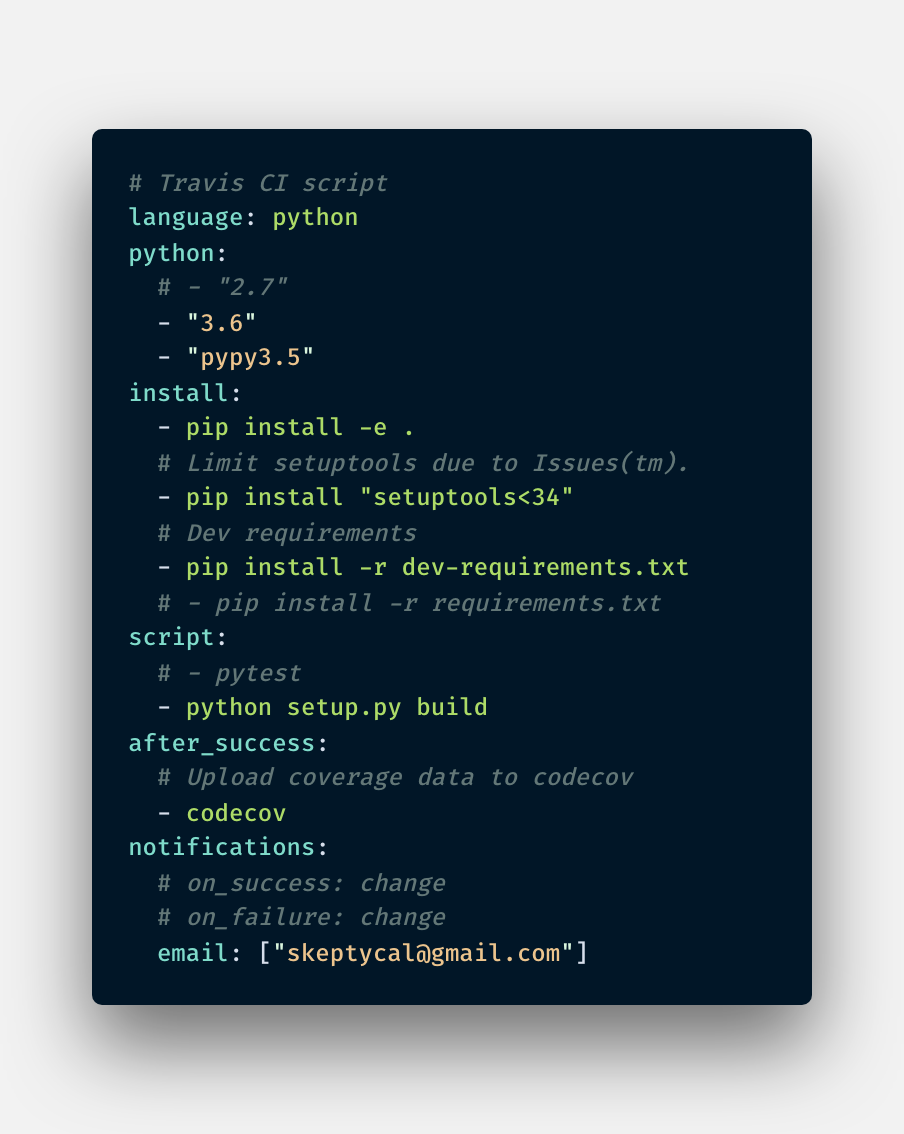 # Travis CI script
language: python
python:
  # - "2.7"
  - "3.6"
  - "pypy3.5"
install:
  - pip install -e .
  # Limit setuptools due to Issues(tm).
  - pip install "setuptools<34"
  # Dev requirements
  - pip install -r dev-requirements.txt
  # - pip install -r requirements.txt
script:
  # - pytest
  - python setup.py build
after_success:
  # Upload coverage data to codecov
  - codecov
notifications:
  # on_success: change
  # on_failure: change
  email: ["skeptycal@gmail.com"]